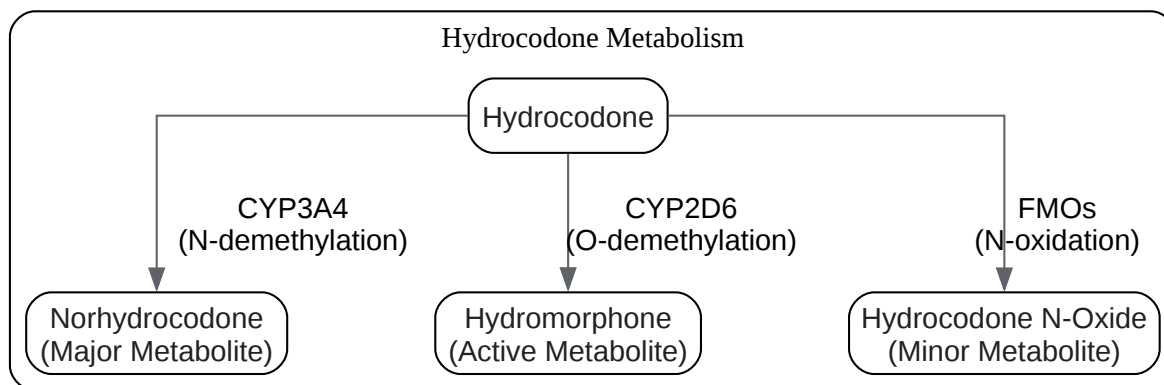 Hydrocodone Metabolism
Hydrocodone
CYP3A4
(N-demethylation)
CYP2D6
(O-demethylation)
FMOs
(N-oxidation)
Norhydrocodone
(Major Metabolite)
Hydromorphone
(Active Metabolite)
Hydrocodone N-Oxide
(Minor Metabolite)